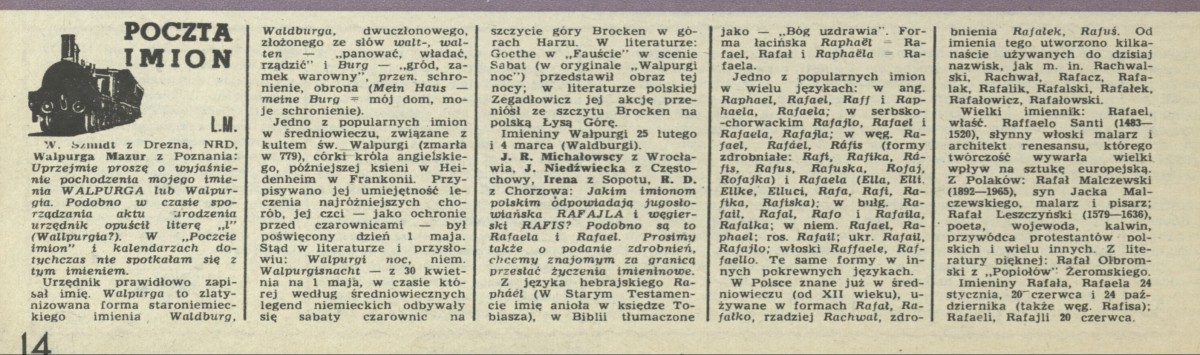 POCZTA
IMION
L.M.
W. Szmidt z Drezna, NRD,
Walpurga Mazur z Poznania:
Uprzejmie proszę o wyjaśnie-
nie pochodzenia mojego imie-
nia WALPURGA lub Walpur-
gia. Podobno w czasie spo-
rządzania aktu urodzenia
urzędnik opuścił literę „l”
(Walpurgia?). W „Poczcie
imion” i kalendarzach do-
tychczas nie spotkałam się z
tym imieniem.
Urzędnik prawidłowo zapi-
sał imię. Walpurga to zlaty-
nizowana forma staroniemiec-
kiego imienia Waldburg,
Waldburga, dwuczłonowego,
złożonego ze słów walt-, wal-
ten — „panować, władać,
rządzić” i Burg — „gród, za-
mek warowny”, przen. schro-
nienie, obrona (Mein Haus —
meine Burg = mój dom, mo-
je schronienie).
Jedno z popularnych imion
w średniowieczu, związane z
kultem św. Walpurgi (zmarła
w 779), córki króla angielskie-
go, późniejszej ksieni w Hei-
denheim w Frankonii. Przy-
pisywano jej umiejętność le-
czenia najróżniejszych cho-
rób, jej czci — jako ochronie
przed czarownicami — był
poświęcony dzień 1 maja.
Stąd w literaturze i przysło-
wiu: Walpurgi noc, niem.
Walpurgisnacht — z 30 kwiet-
nia na 1 maja, w czasie któ-
rej według średniowiecznych
legend niemieckich odbywały
się sabaty czarownic na
szczycie góry Brocken w gó-
rach Harzu. W literaturze:
Goethe w „Fauście” w scenie
Sabat (w oryginale „Walpurgi
noc”) przedstawił obraz tej
nocy; w literaturze polskiej
Zegadłowicz jej akcję prze-
niósł ze szczytu Brocken na
polską Łysą Górę.
Imieniny Walpurgi 25 lutego
i 4 marca (Waldburgi).
J. R. Michałowscy z Wrocła-
wia, J. Niedźwiecka z Często-
chowy, Irena z Sopotu, R. D.
z Chorzowa: Jakim imionom
polskim odpowiadają jugosło-
wiańska RAFAJLA i węgier-
ski RAFIS? Podobno są to
Rafaela i Rafael. Prosimy
także o podanie zdrobnień,
chcemy znajomym za granicą
przesłać życzenia imieninowe.
Z języka hebrajskiego Ra-
pháēl (W Starym Testamen-
cie imię anioła w księdze To-
biasza), w Biblii tłumaczone
jako — „Bóg uzdrawia”. For-
ma łacińska Raphaël = Ra-
fael, Rafał i Raphaëla = Ra-
faela.
Jedno z popularnych imion
w wielu językach: w ang.
Raphael, Rafael, Raff i Rap-
haela, Rafaela; w serbsko-
-chorwackim Rafajlo, Rafael i
Rafaela, Rafajla; w węg. Ra-
fael, Rafáel, Ráfis (formy
zdrobniałe: Rafi, Rafika, Rá-
fis, Rafus, Rafuska, Rofaj,
Rofajka) i Rafaela (Ella, Elli,
Ellke, Elluci, Rafa, Rafi, Ra-
fika, Rafiska); w bułg. Ra-
fail, Rafal, Rafo i Rafaila,
Rafalka; w niem. Rafael, Ra-
phael; ros. Rafail; ukr. Rafail,
Rafajlo; włoski Raffaele, Raf-
faello. Te same formy w in-
nych pokrewnych językach.
W Polsce znane już w śred-
niowieczu (od XII wieku), u-
żywane w formach Rafał, Ra-
fałko, rzadziej Rachwał, zdro-
bnienia Rafałek, Rafuś. Od
imienia tego utworzono kilka-
naście używanych do dzisiaj
nazwisk, jak m. in. Rachwal-
ski, Rachwał, Rafacz, Rafa-
lak, Rafalik, Rafalski, Rafałek,
Rafałowicz, Rafałowski.
Wielki imiennik: Rafael,
właśc. Raffaelo Santi (1483—
1520), słynny włoski malarz i
architekt renesansu, którego
twórczość wywarła wielki
wpływ na sztukę europejską.
Z Polaków: Rafał Malczewski
(1892—1965), syn Jacka Mal-
czewskiego, malarz i pisarz;
Rafał Leszczyński (1579—1636),
poeta, wojewoda, kalwin,
przywódca protestantów pol-
skich i wielu innych. Z lite-
ratury pięknej: Rafał Olbrom-
ski z „Popiołów” Żeromskiego.
Imieniny Rafała, Rafaela 24
stycznia, 20 czerwca i 24 paź-
dziernika (także węg. Rafisa);
Rafaeli, Rafajli 20 czerwca.
14